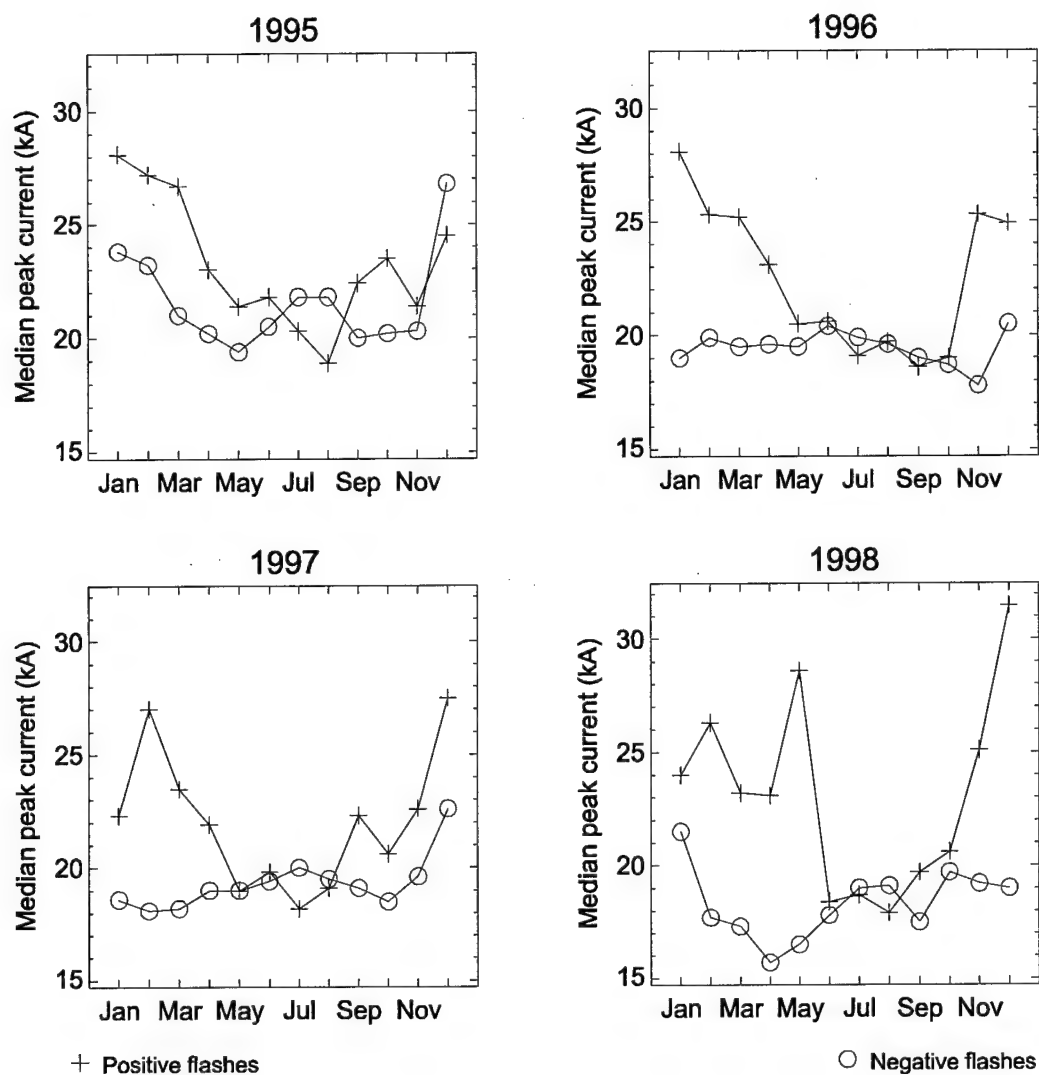 1995
Median peak current (kA)
30
25
20
15
Jan Mar May Jul Sep Nov
1996
Median peak current (kA)
30
25
20
15
Jan Mar May Jul Sep Nov
1997
Median peak current (kA)
30
25
20
15
Jan Mar May Jul Sep Nov
1998
Median peak current (kA)
30
25
20
15
Jan Mar May Jul Sep Nov
+ Positive flashes
○ Negative flashes